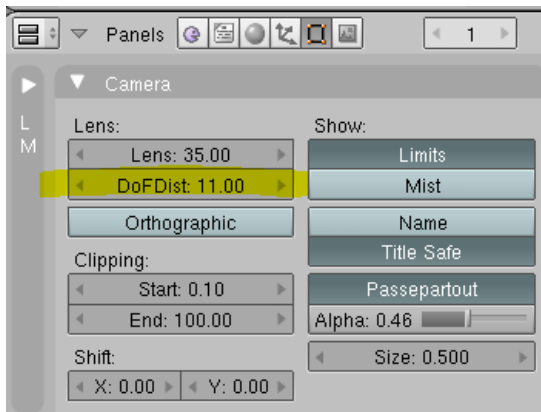 Panels
1
Camera
L
M
Lens:
Lens: 35.00
DoFDist: 11.00
Orthographic
Clipping:
Start: 0.10
End: 100.00
Shift:
X: 0.00
Y: 0.00
Show:
Limits
Mist
Name
Title Safe
Passepartout
Alpha: 0.46
Size: 0.500